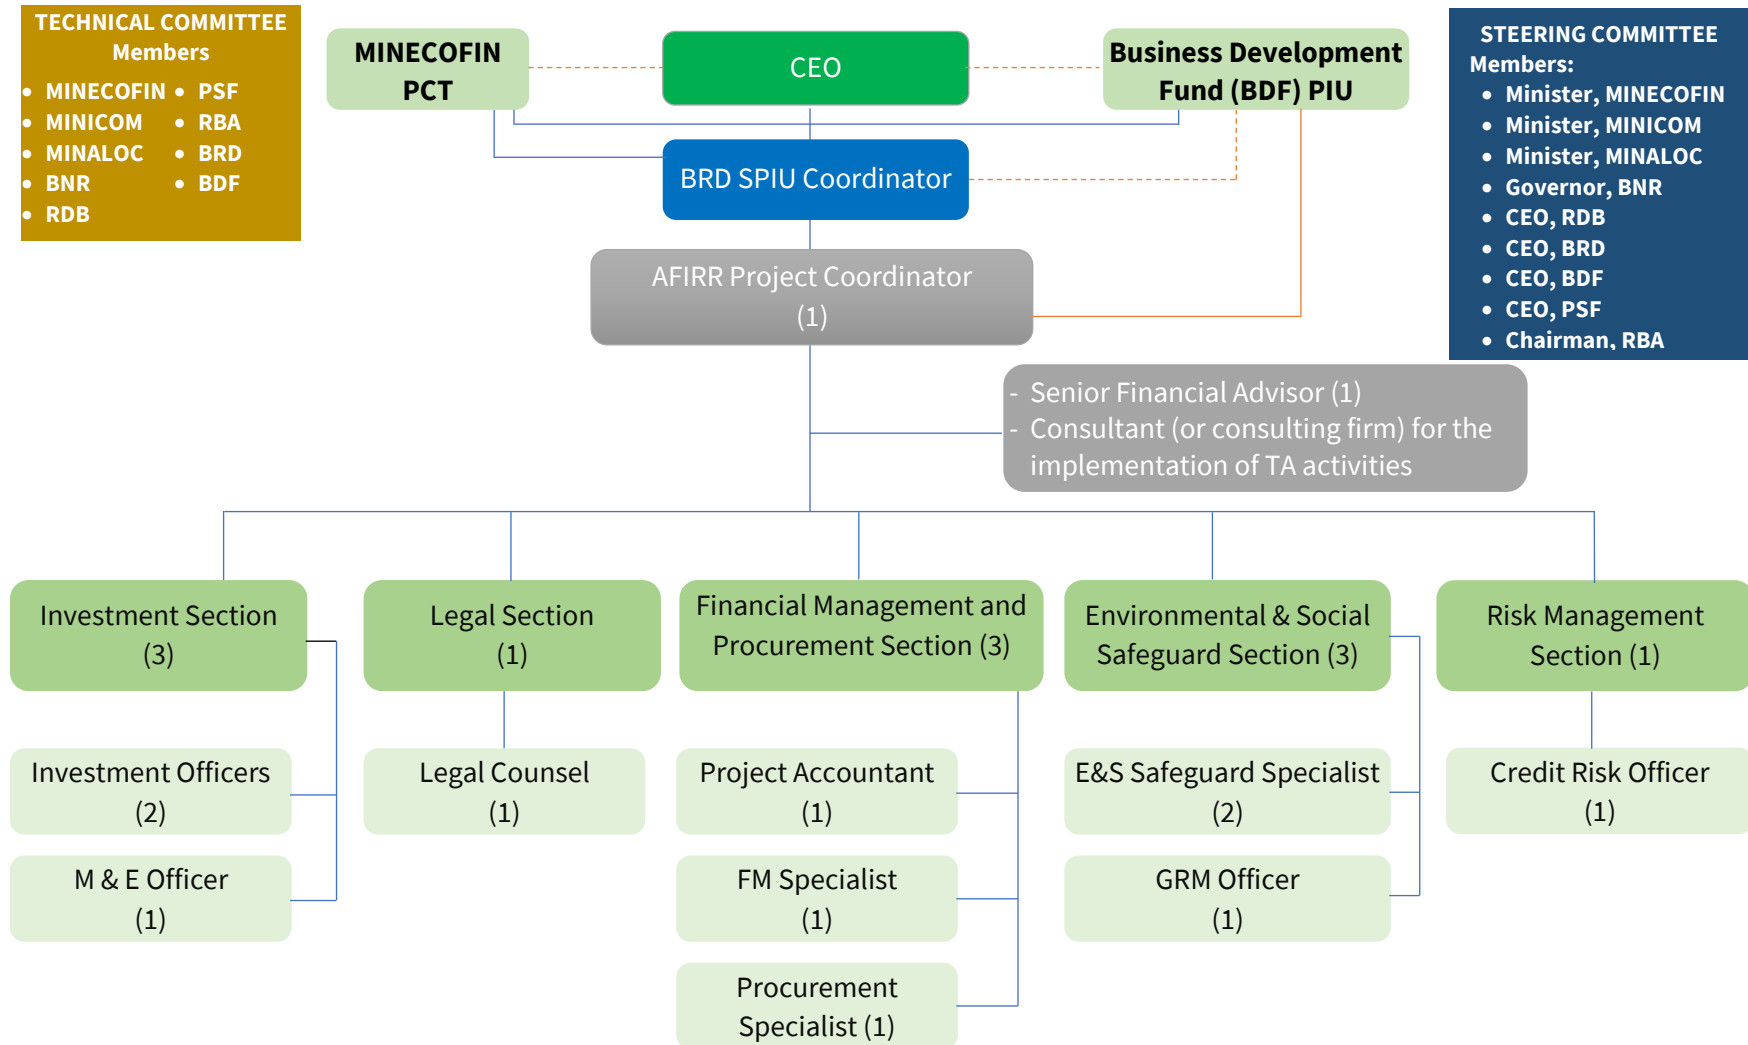 TECHNICAL COMMITTEE
Members
• MINECOFIN • PSF
• MINICOM • RBA
• MINALOC • BRD
• BNR • BDF
• RDB
MINECOFIN
PCT
CEO
Business Development
Fund (BDF) PIU
STEERING COMMITTEE
Members:
• Minister, MINECOFIN
• Minister, MINICOM
• Minister, MINALOC
• Governor, BNR
• CEO, RDB
• CEO, BRD
• CEO, BDF
• CEO, PSF
• Chairman, RBA
BRD SPIU Coordinator
AFIRR Project Coordinator
(1)
- Senior Financial Advisor (1)
- Consultant (or consulting firm) for the
implementation of TA activities
Investment Section
(3)
Legal Section
(1)
Financial Management and
Procurement Section (3)
Environmental & Social
Safeguard Section (3)
Risk Management
Section (1)
Investment Officers
(2)
Legal Counsel
(1)
Project Accountant
(1)
E&S Safeguard Specialist
(2)
Credit Risk Officer
(1)
M & E Officer
(1)
FM Specialist
(1)
GRM Officer
(1)
Procurement
Specialist (1)